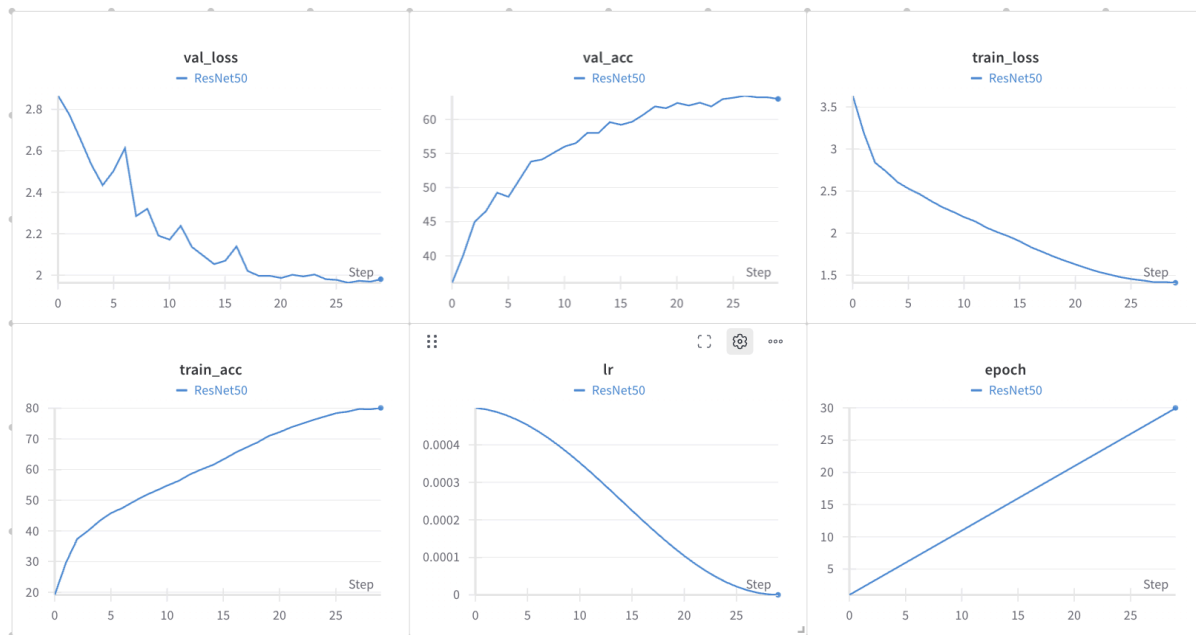 val_loss
ResNet50
2.8
2.6
2.4
2.2
2
Step
0 5 10 15 20 25
val_acc
ResNet50
60
55
50
45
40
Step
0 5 10 15 20 25
train_loss
ResNet50
3.5
3
2.5
2
1.5
Step
0 5 10 15 20 25
train_acc
ResNet50
80
70
60
50
40
30
20
Step
0 5 10 15 20 25
lr
ResNet50
0.0004
0.0003
0.0002
0.0001
0
Step
0 5 10 15 20 25
epoch
ResNet50
30
25
20
15
10
5
Step
0 5 10 15 20 25